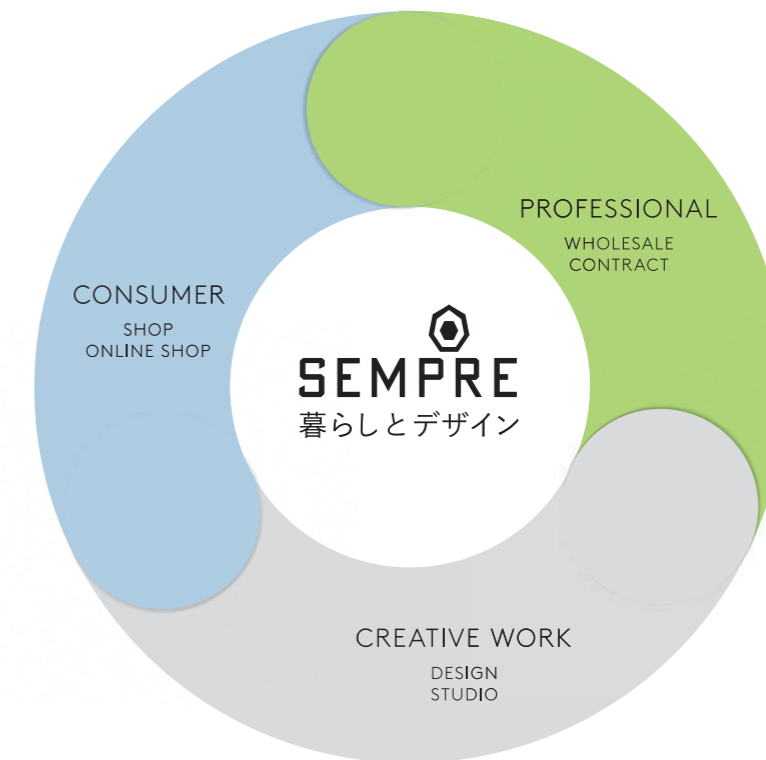 PROFESSIONAL
WHOLESALE
CONTRACT
CONSUMER
SHOP
ONLINE SHOP
SEMPRE
暮らしとデザイン
CREATIVE WORK
DESIGN
STUDIO